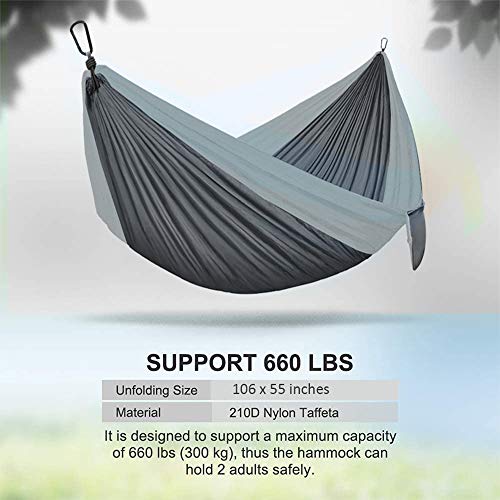 SUPPORT 660 LBS
Unfolding Size 106 x 55 inches
Material 210D Nylon Taffeta
It is designed to support a maximum capacity
of 660 lbs (300 kg), thus the hammock can
hold 2 adults safely.